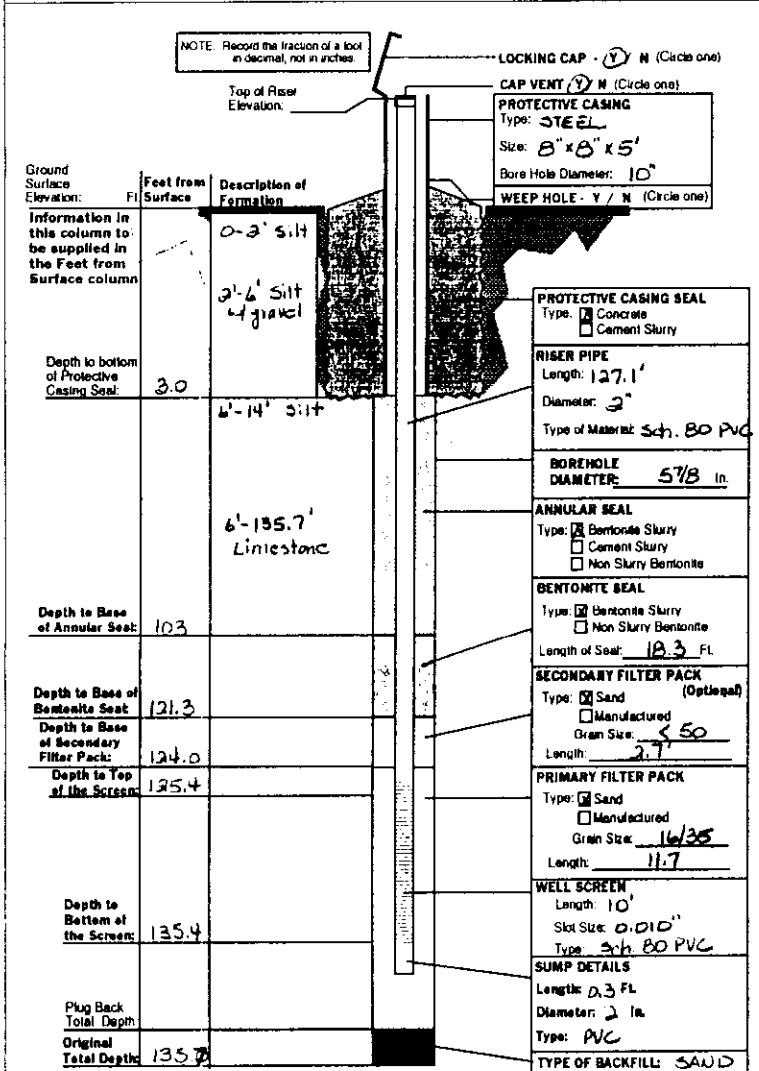 NOTE: Record the fraction of a foot
in decimal, not in inches.
LOCKING CAP - Y N (Circle one)
CAP VENT Y N (Circle one)
Top of Riser
Elevation:
PROTECTIVE CASING
Type: STEEL
Size: 8" x 8" x 5'
Bore Hole Diameter: 10"
WEEP HOLE - Y / N (Circle one)
Ground
Surface
Elevation: Ft.
Feet from
Surface
Description of
Formation
Information in
this column to
be supplied in
the Feet from
Surface column
0-2' Silt
2'-6' Silt
w/ gravel
PROTECTIVE CASING SEAL
Type: Concrete
Cement Slurry
Depth to bottom
of Protective
Casing Seal: 3.0
6'-14' Silt
RISER PIPE
Length: 127.1'
Diameter: 2"
Type of Material: Sch. 80 PVC
BOREHOLE
DIAMETER: 5 7/8 in.
6'-135.7'
Limestone
ANNULAR SEAL
Type: Bentonite Slurry
Cement Slurry
Non Slurry Bentonite
Depth to Base
of Annular Seal: 103
BENTONITE SEAL
Type: Bentonite Slurry
Non Slurry Bentonite
Length of Seal: 18.3 Ft.
Depth to Base of
Bentonite Seal: 121.3
SECONDARY FILTER PACK
(Optional)
Type: Sand
Manufactured
Grain Size: < 50
Length: 2.7'
Depth to Base
of Secondary
Filter Pack: 124.0
Depth to Top
of the Screen: 125.4
PRIMARY FILTER PACK
Type: Sand
Manufactured
Grain Size: 16/35
Length: 11.7
Depth to
Bottom of
the Screen: 135.4
WELL SCREEN
Length: 10'
Slot Size: 0.010"
Type: Sch. 80 PVC
SUMP DETAILS
Length: 0.3 Ft.
Diameter: 2 In.
Type: PVC
Plug Back
Total Depth:
Original
Total Depth: 135.7
TYPE OF BACKFILL: SAND